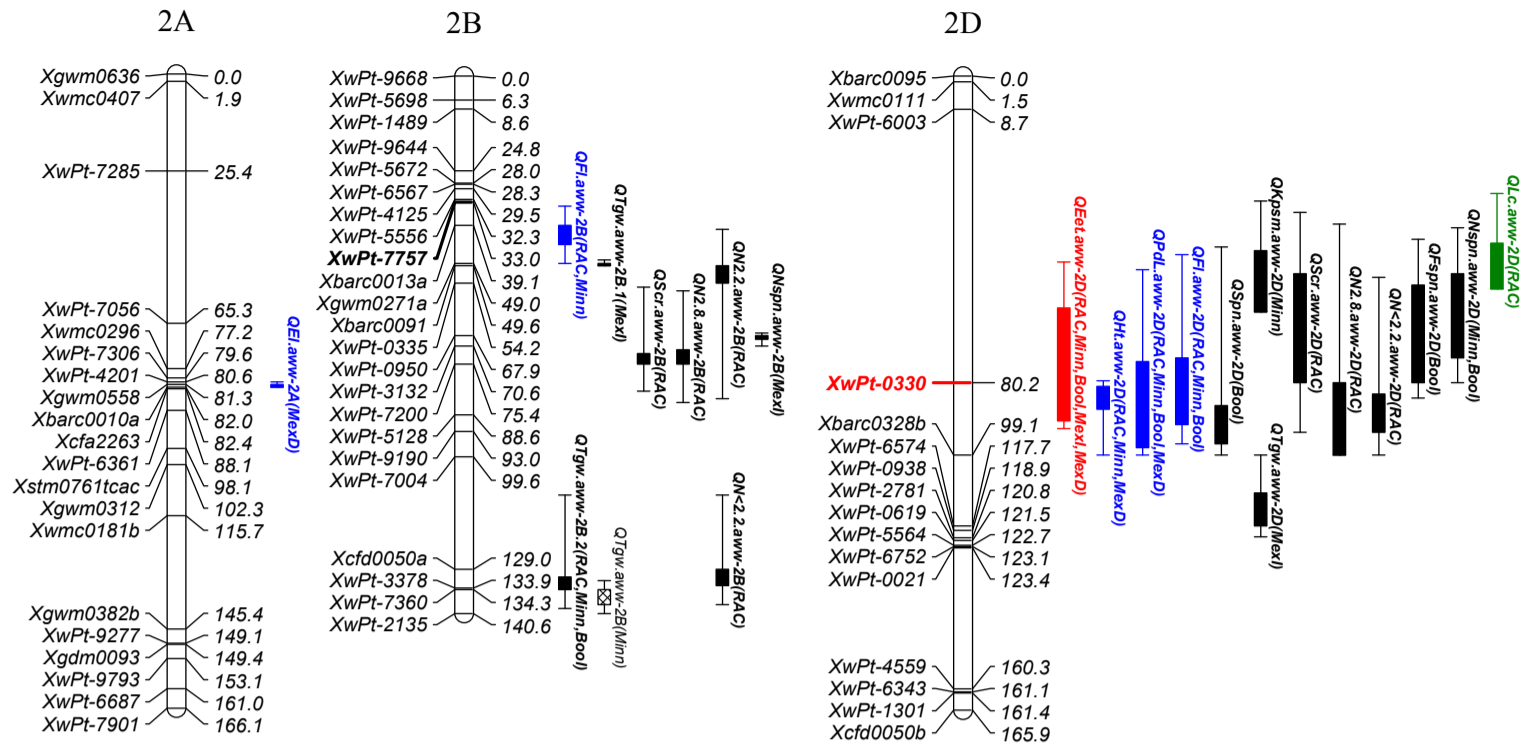 2A
Xgwm0636 0.0
Xwmc0407 1.9
XwPt-7285 25.4
XwPt-7056 65.3
Xwmc0296 77.2
XwPt-7306 79.6
XwPt-4201 80.6
Xgwm0558 81.3
Xbarc0010a 82.0
Xcfa2263 82.4
XwPt-6361 88.1
Xstm0761tcac 98.1
Xgwm0312 102.3
Xwmc0181b 115.7
Xgwm0382b 145.4
XwPt-9277 149.1
Xgdm0093 149.4
XwPt-9793 153.1
XwPt-6687 161.0
XwPt-7901 166.1
QEl.aww-2A(MexD)
2B
XwPt-9668 0.0
XwPt-5698 6.3
XwPt-1489 8.6
XwPt-9644 24.8
XwPt-5672 28.0
XwPt-6567 28.3
XwPt-4125 29.5
XwPt-5556 32.3
XwPt-7757 33.0
Xbarc0013a 39.1
Xgwm0271a 49.0
Xbarc0091 49.6
XwPt-0335 54.2
XwPt-0950 67.9
XwPt-3132 70.6
XwPt-7200 75.4
XwPt-5128 88.6
XwPt-9190 93.0
XwPt-7004 99.6
Xcfd0050a 129.0
XwPt-3378 133.9
XwPt-7360 134.3
XwPt-2135 140.6
QFl.aww-2B(RAC,Minn)
QTgw.aww-2B.1(MexI)
QScr.aww-2B(RAC)
QN2.8.aww-2B(RAC)
QN2.2.aww-2B(RAC)
QNspn.aww-2B(MexI)
QTgw.aww-2B.2(RAC,Minn,Bool)
QTgw.aww-2B(Minn)
QN<2.2.aww-2B(RAC)
2D
Xbarc0095 0.0
Xwmc0111 1.5
XwPt-6003 8.7
XwPt-0330 80.2
Xbarc0328b 99.1
XwPt-6574 117.7
XwPt-0938 118.9
XwPt-2781 120.8
XwPt-0619 121.5
XwPt-5564 122.7
XwPt-6752 123.1
XwPt-0021 123.4
XwPt-4559 160.3
XwPt-6343 161.1
XwPt-1301 161.4
Xcfd0050b 165.9
QEet.aww-2D(RAC,Minn,Bool,MexI,MexD)
QHt.aww-2D(RAC,Minn,MexD)
QPdL.aww-2D(RAC,Minn,Bool,MexD)
QFl.aww-2D(RAC,Minn,Bool)
QSpn.aww-2D(Bool)
QKpsm.aww-2D(Minn)
QTgw.aww-2D(MexI)
QScr.aww-2D(RAC)
QN2.8.aww-2D(RAC)
QN<2.2.aww-2D(RAC)
QFspn.aww-2D(Bool)
QNspn.aww-2D(Minn,Bool)
QLc.aww-2D(RAC)